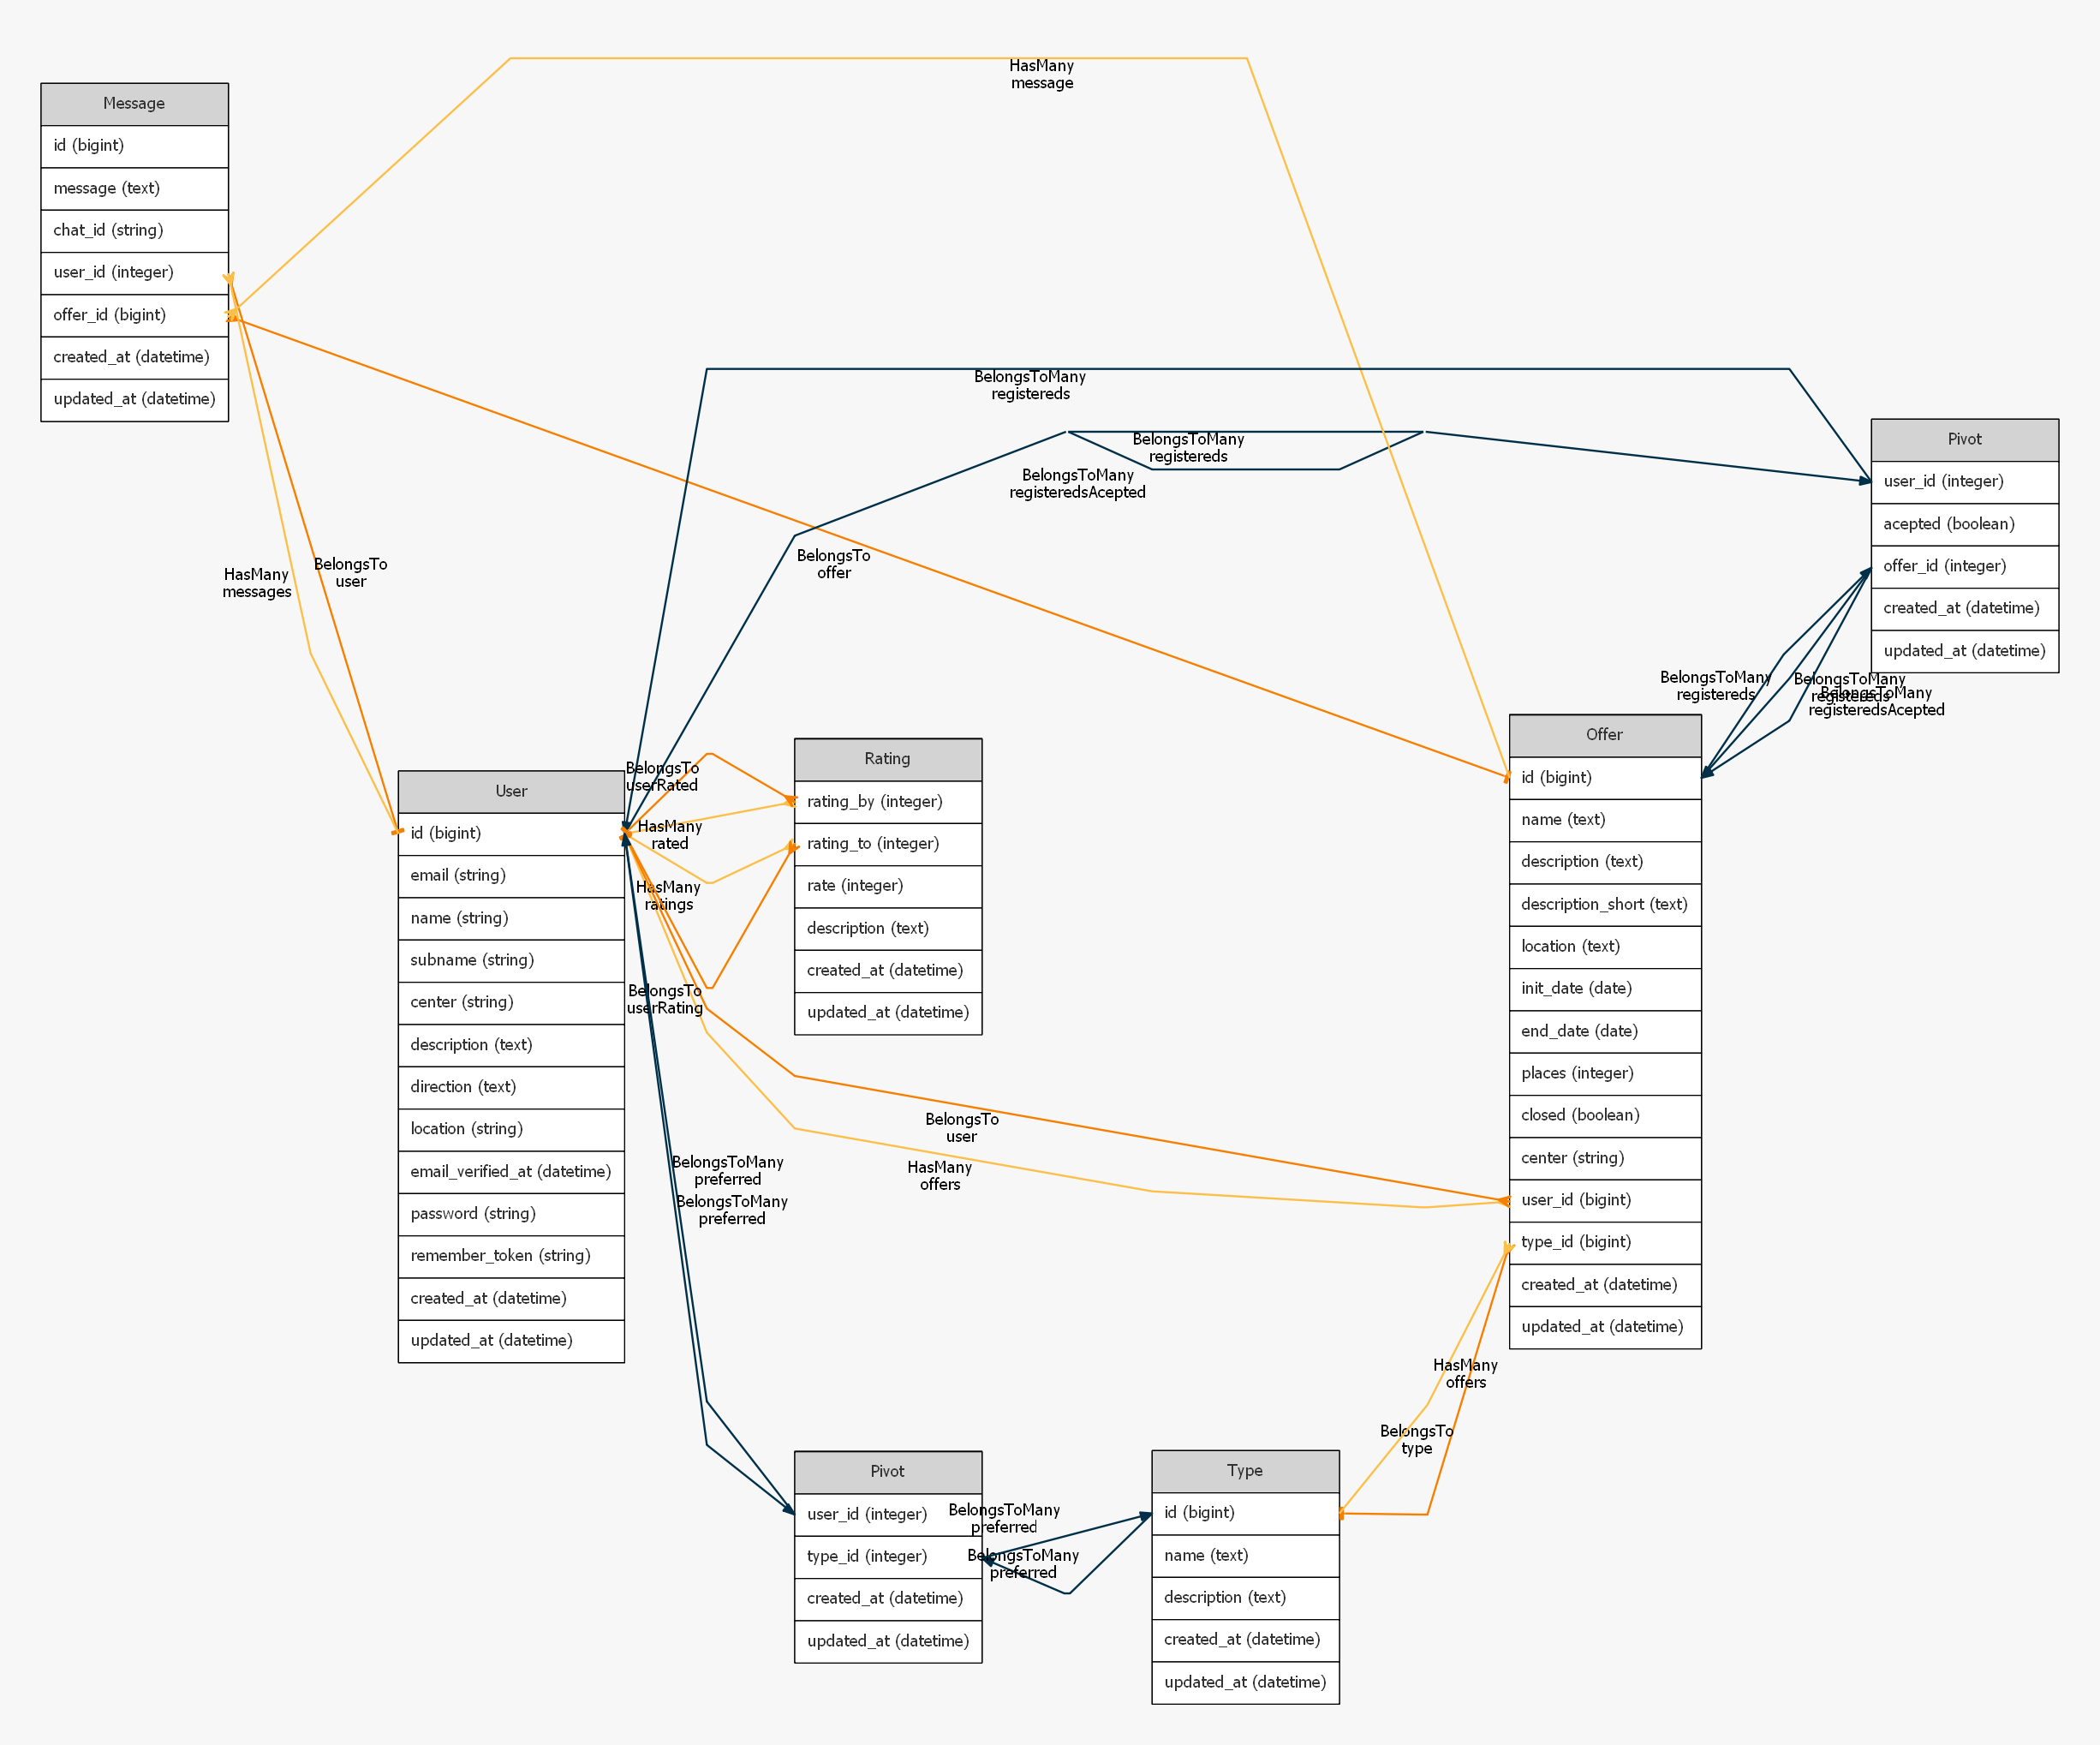 HasMany
message
Message
id (bigint)
message (text)
chat_id (string)
user_id (integer)
offer_id (bigint)
created_at (datetime)
updated_at (datetime)
BelongsToMany
registereds
BelongsToMany
registereds
BelongsToMany
registeredsAcepted
Pivot
user_id (integer)
acepted (boolean)
offer_id (integer)
created_at (datetime)
updated_at (datetime)
HasMany
messages
BelongsTo
user
BelongsTo
offer
BelongsToMany
registereds
BelongsToMany
registereds
BelongsToMany
registeredsAcepted
User
id (bigint)
email (string)
name (string)
subname (string)
center (string)
description (text)
direction (text)
location (string)
email_verified_at (datetime)
password (string)
remember_token (string)
created_at (datetime)
updated_at (datetime)
BelongsTo
userRated
HasMany
rated
HasMany
ratings
BelongsTo
userRating
Rating
rating_by (integer)
rating_to (integer)
rate (integer)
description (text)
created_at (datetime)
updated_at (datetime)
Offer
id (bigint)
name (text)
description (text)
description_short (text)
location (text)
init_date (date)
end_date (date)
places (integer)
closed (boolean)
center (string)
user_id (bigint)
type_id (bigint)
created_at (datetime)
updated_at (datetime)
BelongsTo
user
HasMany
offers
BelongsToMany
preferred
BelongsToMany
preferred
HasMany
offers
BelongsTo
type
Pivot
user_id (integer)
type_id (integer)
created_at (datetime)
updated_at (datetime)
BelongsToMany
preferred
BelongsToMany
preferred
Type
id (bigint)
name (text)
description (text)
created_at (datetime)
updated_at (datetime)